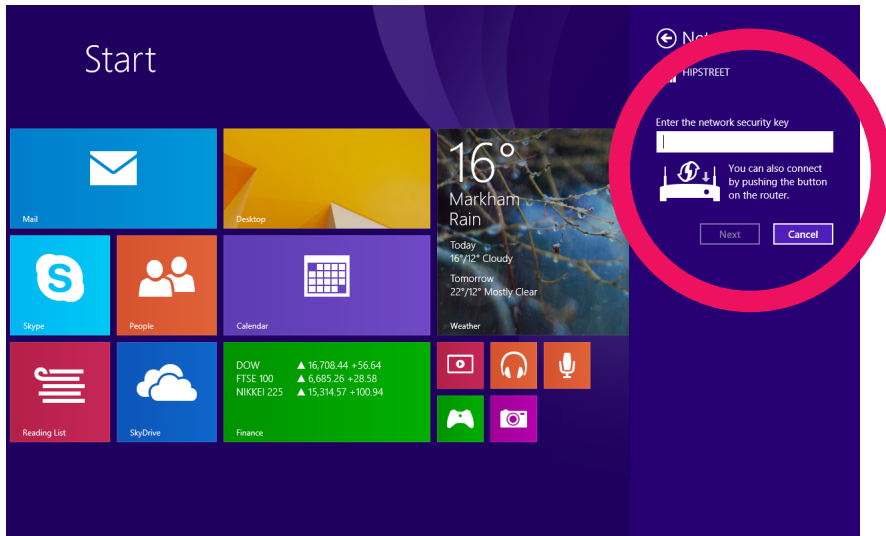 Start
Mail
Desktop
16°
Markham
Rain
Today
16°/12° Cloudy
Tomorrow
22°/12° Mostly Clear
Weather
Skype
People
Calendar
Reading List
SkyDrive
DOW ▲ 16,708.44 +56.64
FTSE 100 ▲ 6,685.26 +28.58
NIKKEI 225 ▲ 15,314.57 +100.94
Finance
HIPSTREET
Enter the network security key
You can also connect
by pushing the button
on the router.
Next
Cancel